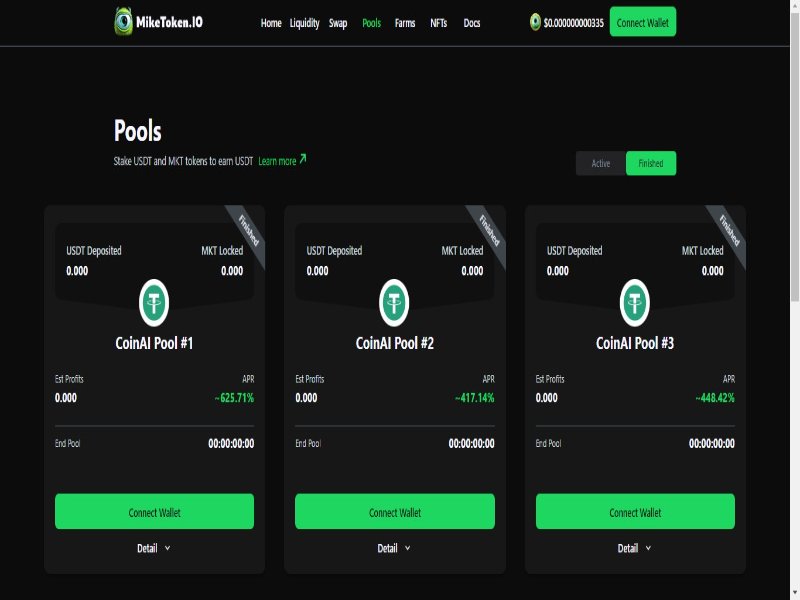 MikeToken.IO Home Liquidity Swap Pools Farms NFTs Docs $0.000000000335 Connect Wallet
Pools
Stake USDT and MKT tokens to earn USDT Learn more
Active Finished
Finished Finished Finished
USDT Deposited MKT Locked USDT Deposited MKT Locked USDT Deposited MKT Locked
0.000 0.000 0.000 0.000 0.000 0.000
CoinAI Pool #1 CoinAI Pool #2 CoinAI Pool #3
Est Profits APR Est Profits APR Est Profits APR
0.000 ~625.71% 0.000 ~417.14% 0.000 ~448.42%
End Pool 00:00:00:00 End Pool 00:00:00:00 End Pool 00:00:00:00
Connect Wallet Connect Wallet Connect Wallet
Detail Detail Detail